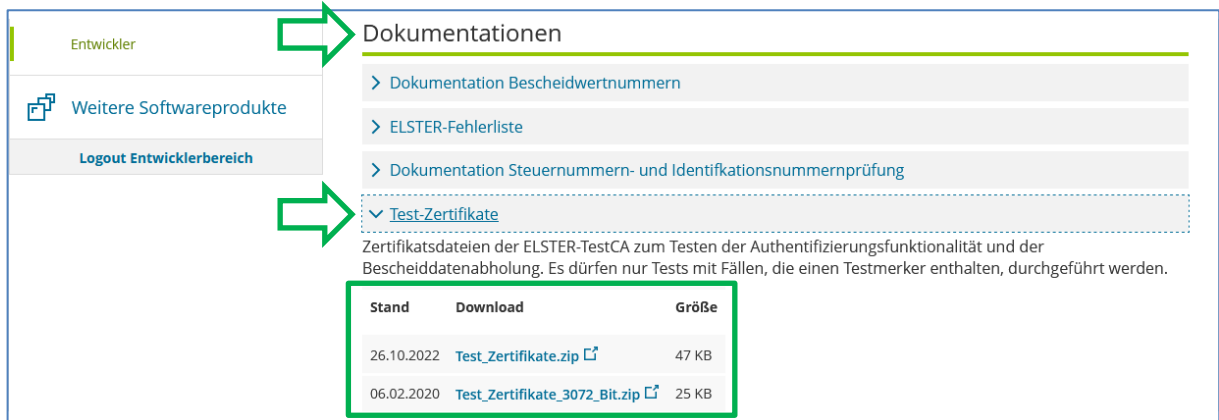 Entwickler
Weitere Softwareprodukte
Logout Entwicklerbereich
Dokumentationen
Dokumentation Bescheidwertnummern
ELSTER-Fehlerliste
Dokumentation Steuernummern- und Identifkationsnummernprüfung
Test-Zertifikate
Zertifikatsdateien der ELSTER-TestCA zum Testen der Authentifizierungsfunktionalität und der
Bescheiddatenabholung. Es dürfen nur Tests mit Fällen, die einen Testmerker enthalten, durchgeführt werden.
Stand Download Größe
26.10.2022 Test_Zertifikate.zip 47 KB
06.02.2020 Test_Zertifikate_3072_Bit.zip 25 KB